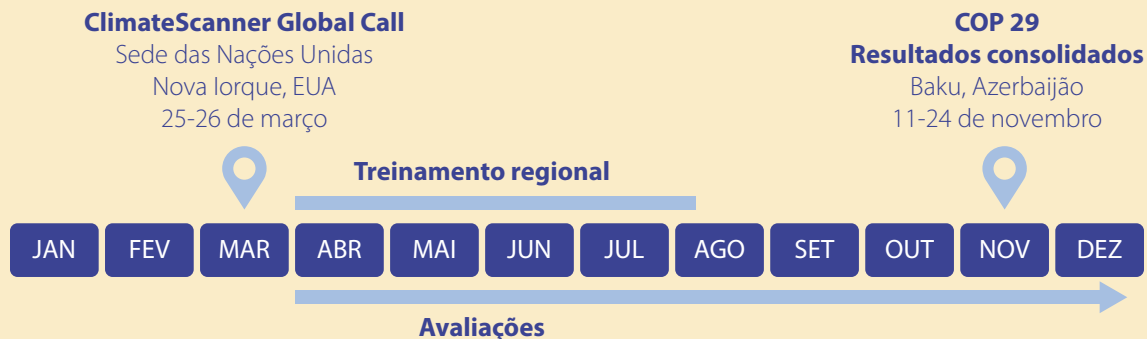 ClimateScanner Global Call
Sede das Nações Unidas
Nova Iorque, EUA
25-26 de março
COP 29
Resultados consolidados
Baku, Azerbaijão
11-24 de novembro
Treinamento regional
JAN FEV MAR ABR MAI JUN JUL AGO SET OUT NOV DEZ
Avaliações